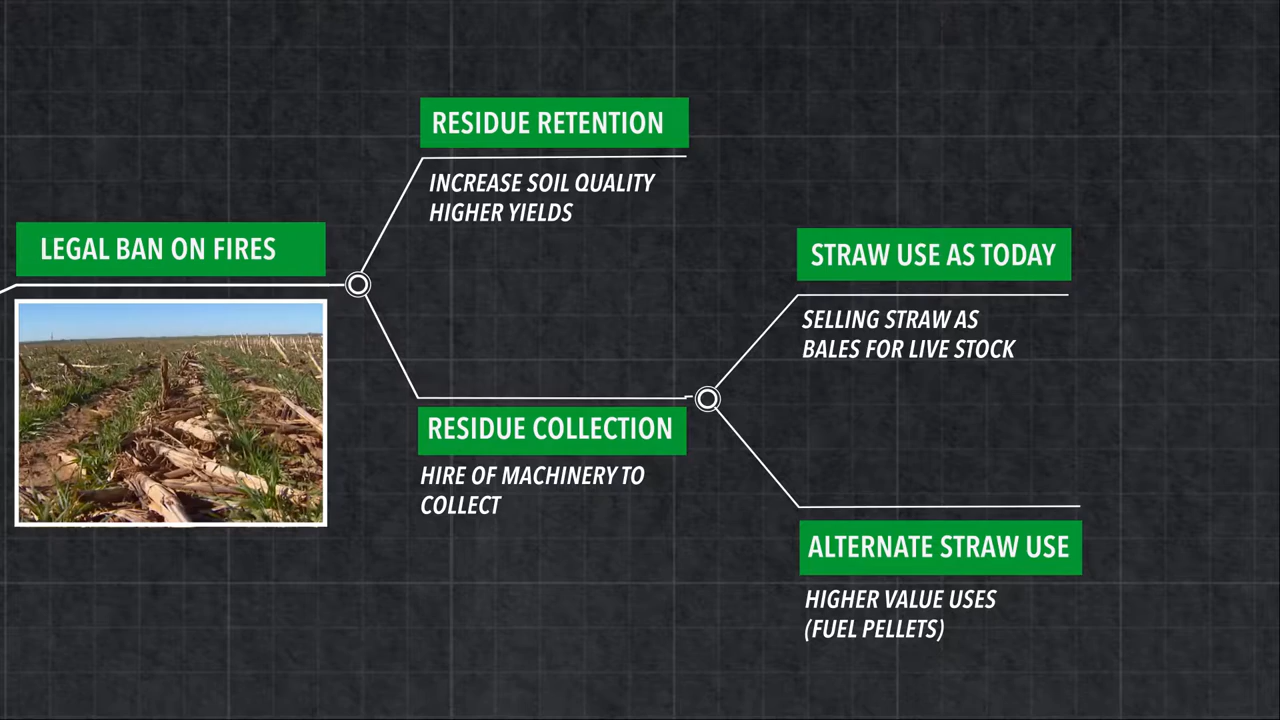 LEGAL BAN ON FIRES
RESIDUE RETENTION
INCREASE SOIL QUALITY
HIGHER YIELDS
RESIDUE COLLECTION
HIRE OF MACHINERY TO
COLLECT
STRAW USE AS TODAY
SELLING STRAW AS
BALES FOR LIVE STOCK
ALTERNATE STRAW USE
HIGHER VALUE USES
(FUEL PELLETS)